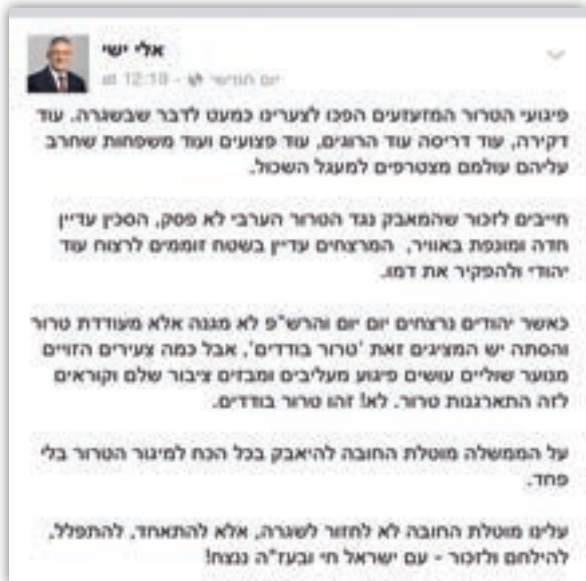 אלי ישי
יום חמישי · at 12:18
פיגועי הטרור המזעזעים הפכו לצערינו כמעט לדבר שבשגרה. עוד
דקירה, עוד דריסה עוד הרוגים, עוד פצועים ועוד משפחות שחרב
עליהם עולמם מצטרפים למעגל השכול.
חייבים לזכור שהמאבק נגד הטרור הערבי לא פסק, הסכין עדיין
חדה ומונפת באוויר, המרצחים עדיין בשטח זוממים לרצוח עוד
יהודי ולהפקיר את דמו.
כאשר יהודים נרצחים יום יום והרש"פ לא מגנה אלא מעודדת טרור
והסתה יש המציגים זאת 'טרור בודדים', אבל כמה צעירים הזויים
מנוער שוליים עושים פיגוע מעליבים ומבזים ציבור שלם וקוראים
לזה התארגנות טרור. לא! זהו טרור בודדים.
על הממשלה מוטלת החובה להיאבק בכל הכח למיגור הטרור בלי
פחד.
עלינו מוטלת החובה לא לחזור לשגרה, אלא להתאחד, להתפלל,
להילחם ולזכור - עם ישראל חי ובעז"ה ננצח!